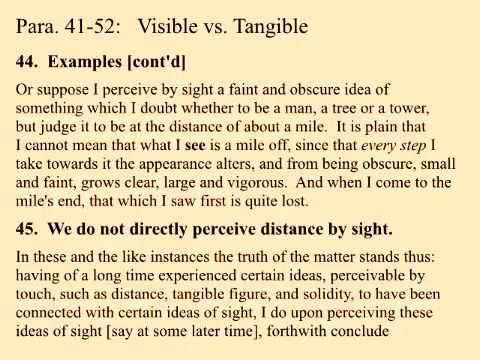 Para. 41-52:   Visible vs. Tangible
44.  Examples [cont'd]
Or suppose I perceive by sight a faint and obscure idea of
something which I doubt whether to be a man, a tree or a tower,
but judge it to be at the distance of about a mile.  It is plain that
I cannot mean that what I see is a mile off, since that every step I
take towards it the appearance alters, and from being obscure, small
and faint, grows clear, large and vigorous.  And when I come to the
mile's end, that which I saw first is quite lost.
45.  We do not directly perceive distance by sight.
In these and the like instances the truth of the matter stands thus:
having of a long time experienced certain ideas, perceivable by
touch, such as distance, tangible figure, and solidity, to have been
connected with certain ideas of sight, I do upon perceiving these
ideas of sight [say at some later time], forthwith conclude